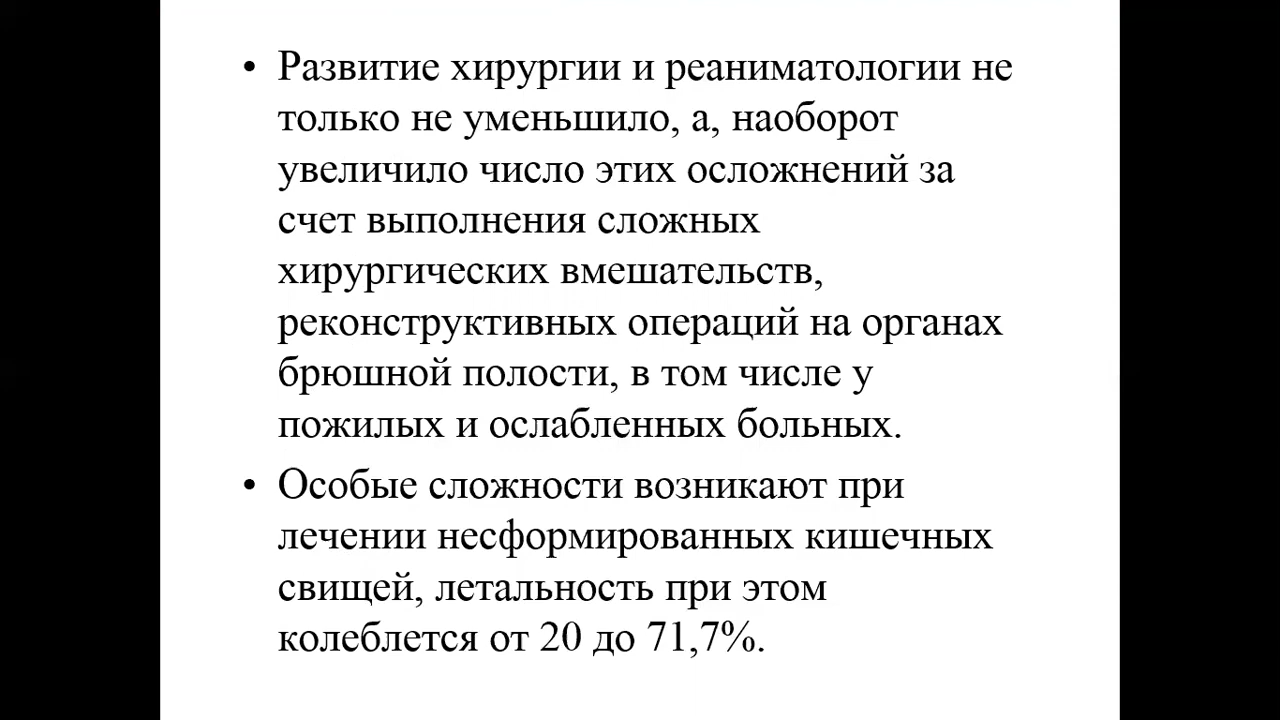 • Развитие хирургии и реаниматологии не
только не уменьшило, а, наоборот
увеличило число этих осложнений за
счет выполнения сложных
хирургических вмешательств,
реконструктивных операций на органах
брюшной полости, в том числе у
пожилых и ослабленных больных.
• Особые сложности возникают при
лечении несформированных кишечных
свищей, летальность при этом
колеблется от 20 до 71,7%.